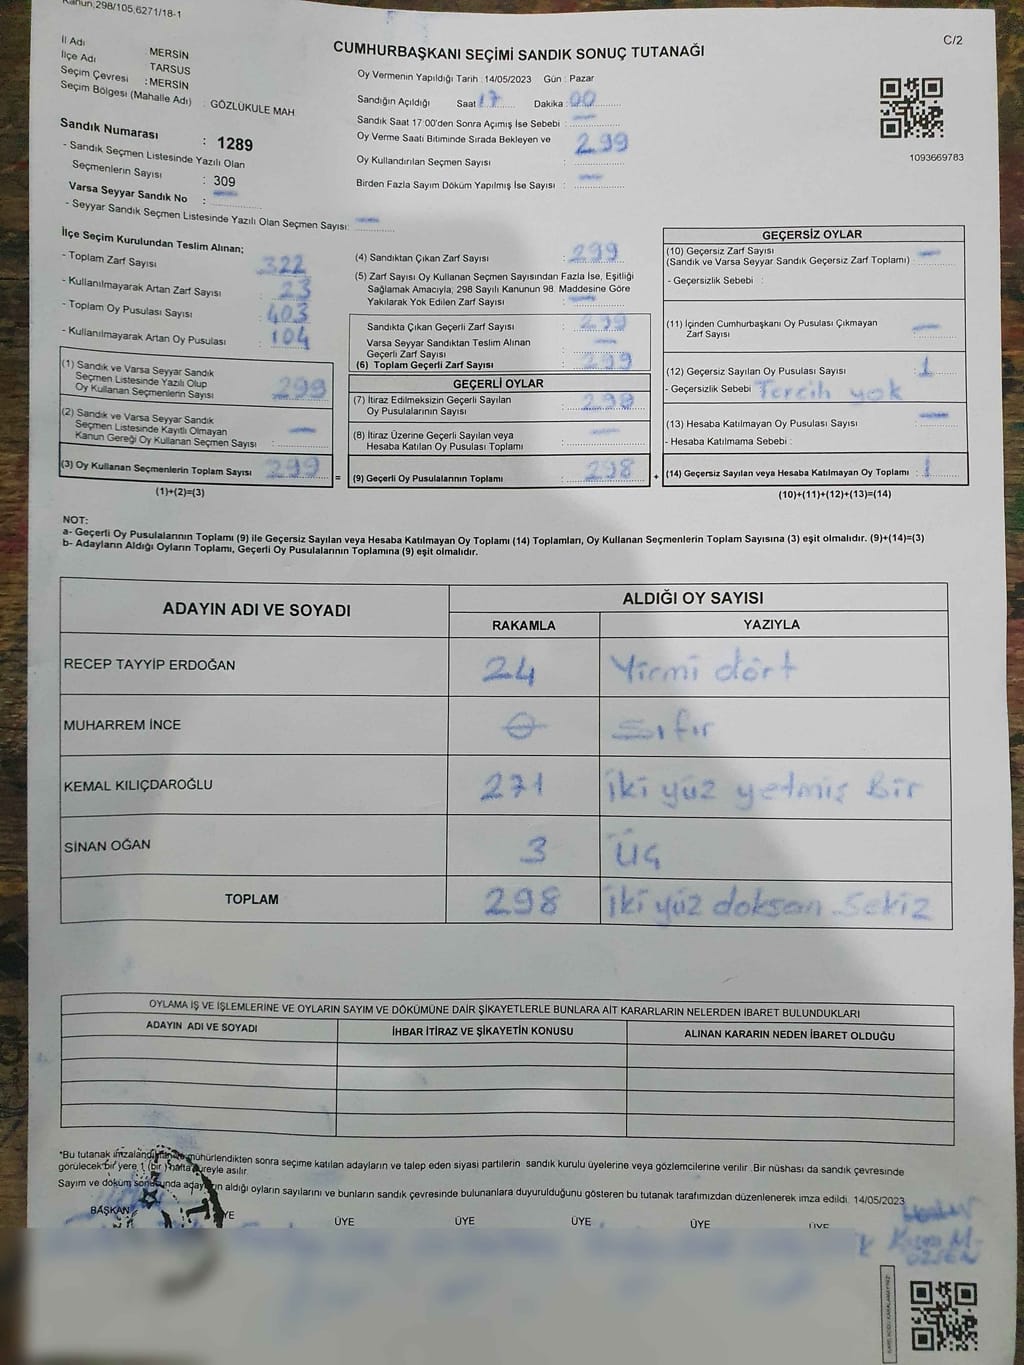 Kanun,298/105,6271/18-1
C/2
CUMHURBAŞKANI SEÇİMİ SANDIK SONUÇ TUTANAĞI
İl Adı MERSİN
İlçe Adı TARSUS
Seçim Çevresi : MERSİN
Seçim Bölgesi (Mahalle Adı) : GÖZLÜKULE MAH
Sandık Numarası : 1289
- Sandık Seçmen Listesinde Yazılı Olan
Seçmenlerin Sayısı : 309
Varsa Seyyar Sandık No : —
- Seyyar Sandık Seçmen Listesinde Yazılı Olan Seçmen Sayısı: —
Oy Vermenin Yapıldığı Tarih :14/05/2023 Gün : Pazar
Sandığın Açıldığı Saat 17 Dakika : 00
Sandık Saat 17:00'den Sonra Açımış İse Sebebi : —
Oy Verme Saati Bitiminde Sırada Bekleyen ve
Oy Kullandırılan Seçmen Sayısı : 299
Birden Fazla Sayım Döküm Yapılmış İse Sayısı : —
1093669783
İlçe Seçim Kurulundan Teslim Alınan;
- Toplam Zarf Sayısı : 322
- Kullanılmayarak Artan Zarf Sayısı : 23
- Toplam Oy Pusulası Sayısı : 403
- Kullanılmayarak Artan Oy Pusulası : 104
(1) Sandık ve Varsa Seyyar Sandık
Seçmen Listesinde Yazılı Olup
Oy Kullanan Seçmenlerin Sayısı : 299
(2) Sandık ve Varsa Seyyar Sandık
Seçmen Listesinde Kayıtlı Olmayan
Kanun Gereği Oy Kullanan Seçmen Sayısı : —
(3) Oy Kullanan Seçmenlerin Toplam Sayısı : 299
(1)+(2)=(3)
(4) Sandıktan Çıkan Zarf Sayısı : 299
(5) Zarf Sayısı Oy Kullanan Seçmen Sayısından Fazla İse, Eşitliği
Sağlamak Amacıyla, 298 Sayılı Kanunun 98. Maddesine Göre
Yakılarak Yok Edilen Zarf Sayısı : —
Sandıkta Çıkan Geçerli Zarf Sayısı : 299
Varsa Seyyar Sandıktan Teslim Alınan
Geçerli Zarf Sayısı : —
(6) Toplam Geçerli Zarf Sayısı : 299
GEÇERLİ OYLAR
(7) İtiraz Edilmeksizin Geçerli Sayılan
Oy Pusulalarının Sayısı : 298
(8) İtiraz Üzerine Geçerli Sayılan veya
Hesaba Katılan Oy Pusulası Toplamı : —
= (9) Geçerli Oy Pusulalarının Toplamı : 298 +
GEÇERSİZ OYLAR
(10) Geçersiz Zarf Sayısı : —
(Sandık ve Varsa Seyyar Sandık Geçersiz Zarf Toplamı)
- Geçersizlik Sebebi :
(11) İçinden Cumhurbaşkanı Oy Pusulası Çıkmayan
Zarf Sayısı : —
(12) Geçersiz Sayılan Oy Pusulası Sayısı : 1
- Geçersizlik Sebebi : Tercih yok
(13) Hesaba Katılmayan Oy Pusulası Sayısı : —
- Hesaba Katılmama Sebebi :
(14) Geçersiz Sayılan veya Hesaba Katılmayan Oy Toplamı : 1
(10)+(11)+(12)+(13)=(14)
NOT:
a- Geçerli Oy Pusulalarının Toplamı (9) ile Geçersiz Sayılan veya Hesaba Katılmayan Oy Toplamı (14) Toplamları, Oy Kullanan Seçmenlerin Toplam Sayısına (3) eşit olmalıdır. (9)+(14)=(3)
b- Adayların Aldığı Oyların Toplamı, Geçerli Oy Pusulalarının Toplamına (9) eşit olmalıdır.
ADAYIN ADI VE SOYADI ALDIĞI OY SAYISI
RAKAMLA YAZIYLA
RECEP TAYYİP ERDOĞAN 24 Yirmi dört
MUHARREM İNCE 0 Sıfır
KEMAL KILIÇDAROĞLU 271 iki yüz yetmiş Bir
SİNAN OĞAN 3 Üç
TOPLAM 298 iki yüz doksan Sekiz
OYLAMA İŞ VE İŞLEMLERİNE VE OYLARIN SAYIM VE DÖKÜMÜNE DAİR ŞİKAYETLERLE BUNLARA AİT KARARLARIN NELERDEN İBARET BULUNDUKLARI
ADAYIN ADI VE SOYADI İHBAR İTİRAZ VE ŞİKAYETİN KONUSU ALINAN KARARIN NEDEN İBARET OLDUĞU
*Bu tutanak imzalandıktan ve mühürlendikten sonra seçime katılan adayların ve talep eden siyasi partilerin sandık kurulu üyelerine veya gözlemcilerine verilir .Bir nüshası da sandık çevresinde
görülecek bir yere 1 (bir) hafta süreyle asılır.
Sayım ve döküm sonucunda adayların aldığı oyların sayılarını ve bunların sandık çevresinde bulunanlara duyurulduğunu gösteren bu tutanak tarafımızdan düzenlenerek imza edildi. 14/05/2023
BAŞKAN ÜYE ÜYE ÜYE ÜYE ÜYE ÜYE